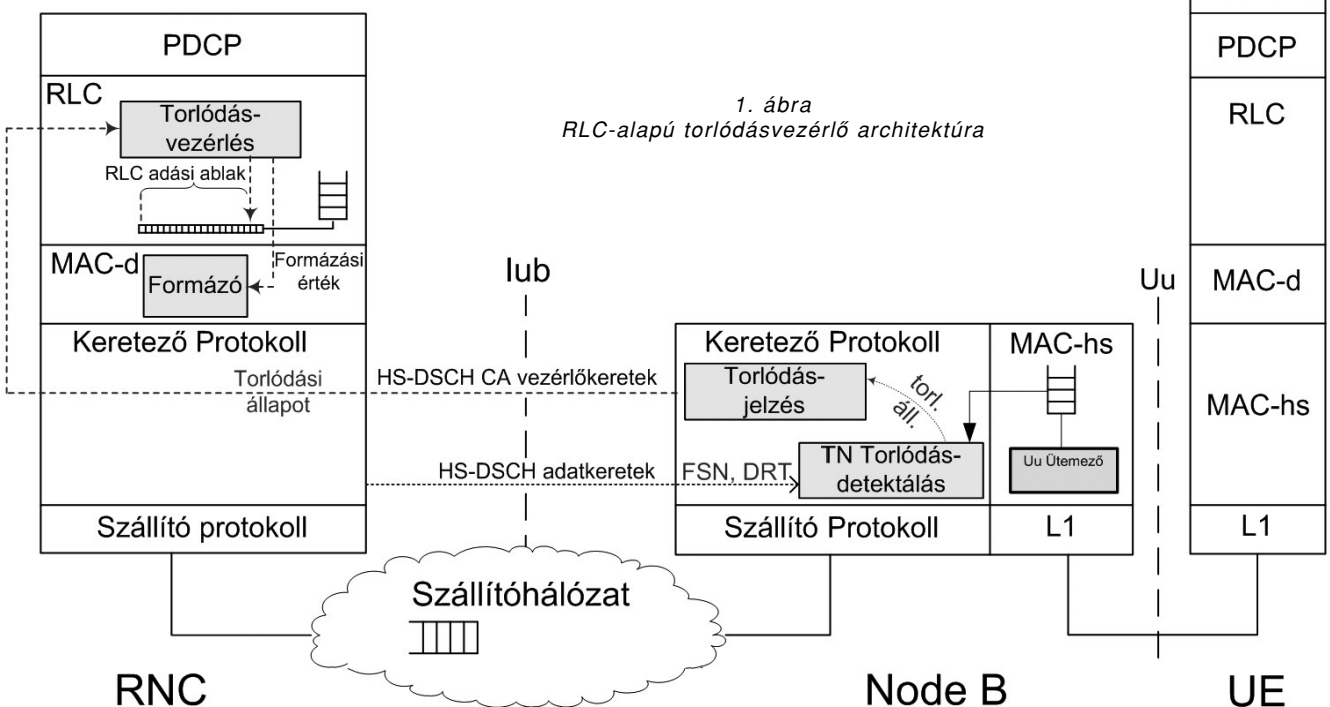 PDCP
RLC
Torlódás-
vezérlés
RLC adási ablak
MAC-d
Formázó
Formázási
érték
Keretező Protokoll
Torlódási
állapot
Szállító protokoll
RNC
1. ábra
RLC-alapú torlódásvezérlő architektúra
Iub
HS-DSCH CA vezérlőkeretek
HS-DSCH adatkeretek
FSN, DRT
Szállítóhálózat
Keretező Protokoll
Torlódás-
jelzés
torl.
áll.
TN Torlódás-
detektálás
Szállító Protokoll
MAC-hs
Uu Ütemező
L1
Node B
Uu
PDCP
RLC
MAC-d
MAC-hs
L1
UE